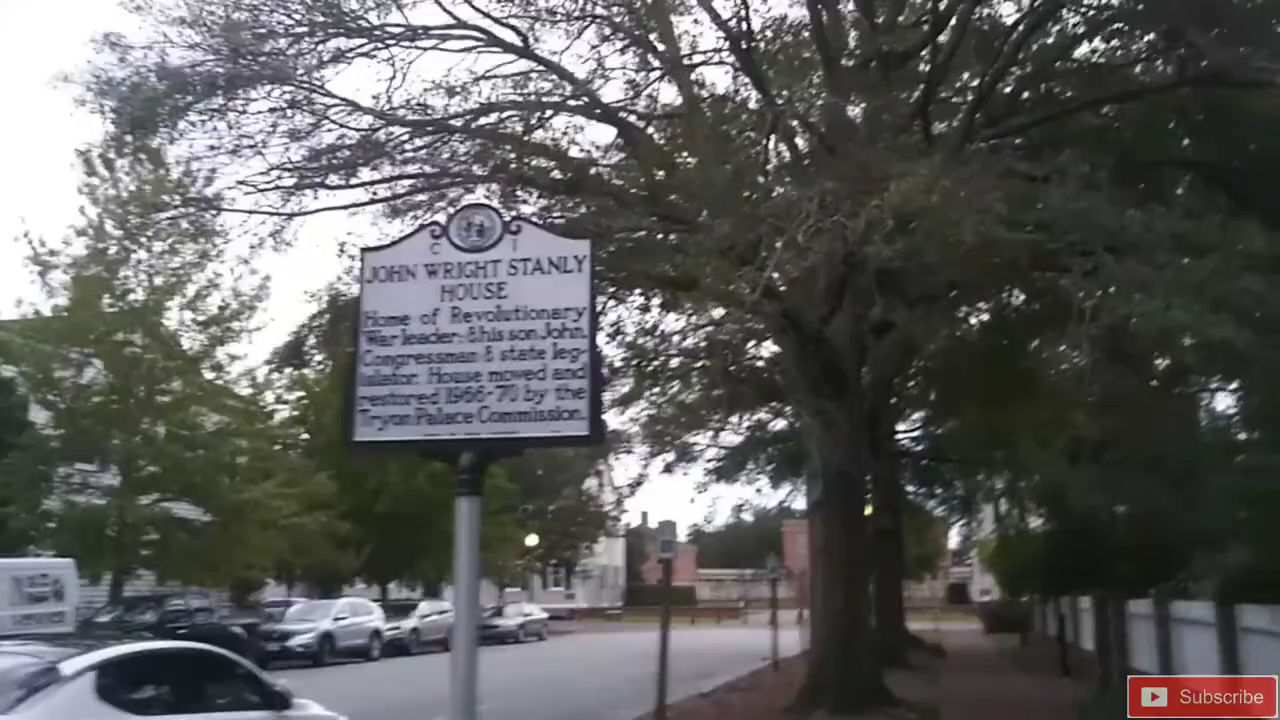 C 1
JOHN WRIGHT STANLY
HOUSE
Home of Revolutionary
War leader; & his son John,
Congressman & state leg-
islator. House moved and
restored 1966-70 by the
Tryon Palace Commission.
Subscribe